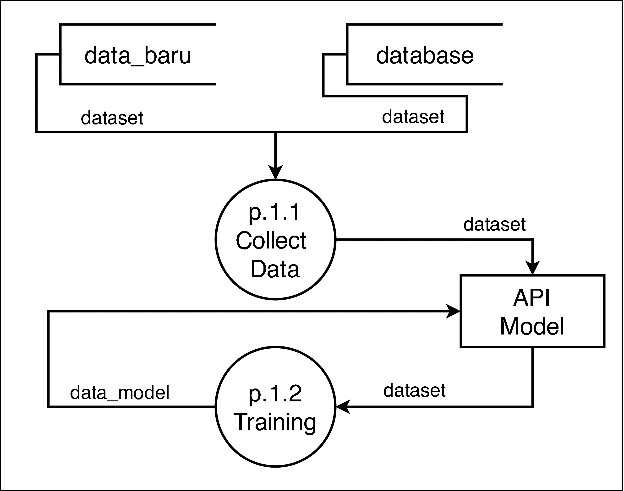 data_baru
database
dataset
dataset
p.1.1
Collect
Data
dataset
API
Model
data_model
p.1.2
Training
dataset